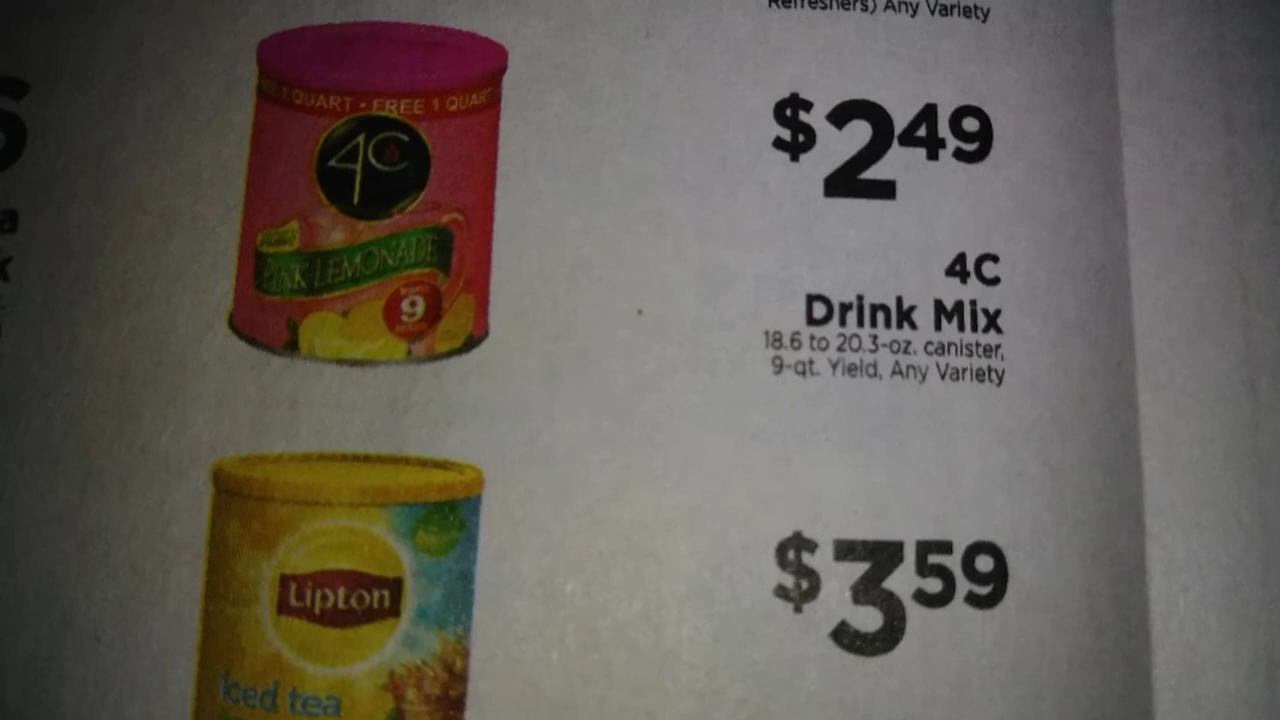 Refreshers) Any Variety
1 QUART • FREE 1 QUART
4C
PINK LEMONADE
9
$2.49
4C
Drink Mix
18.6 to 20.3-oz. canister,
9-qt. Yield, Any Variety
Lipton
iced tea
$3.59